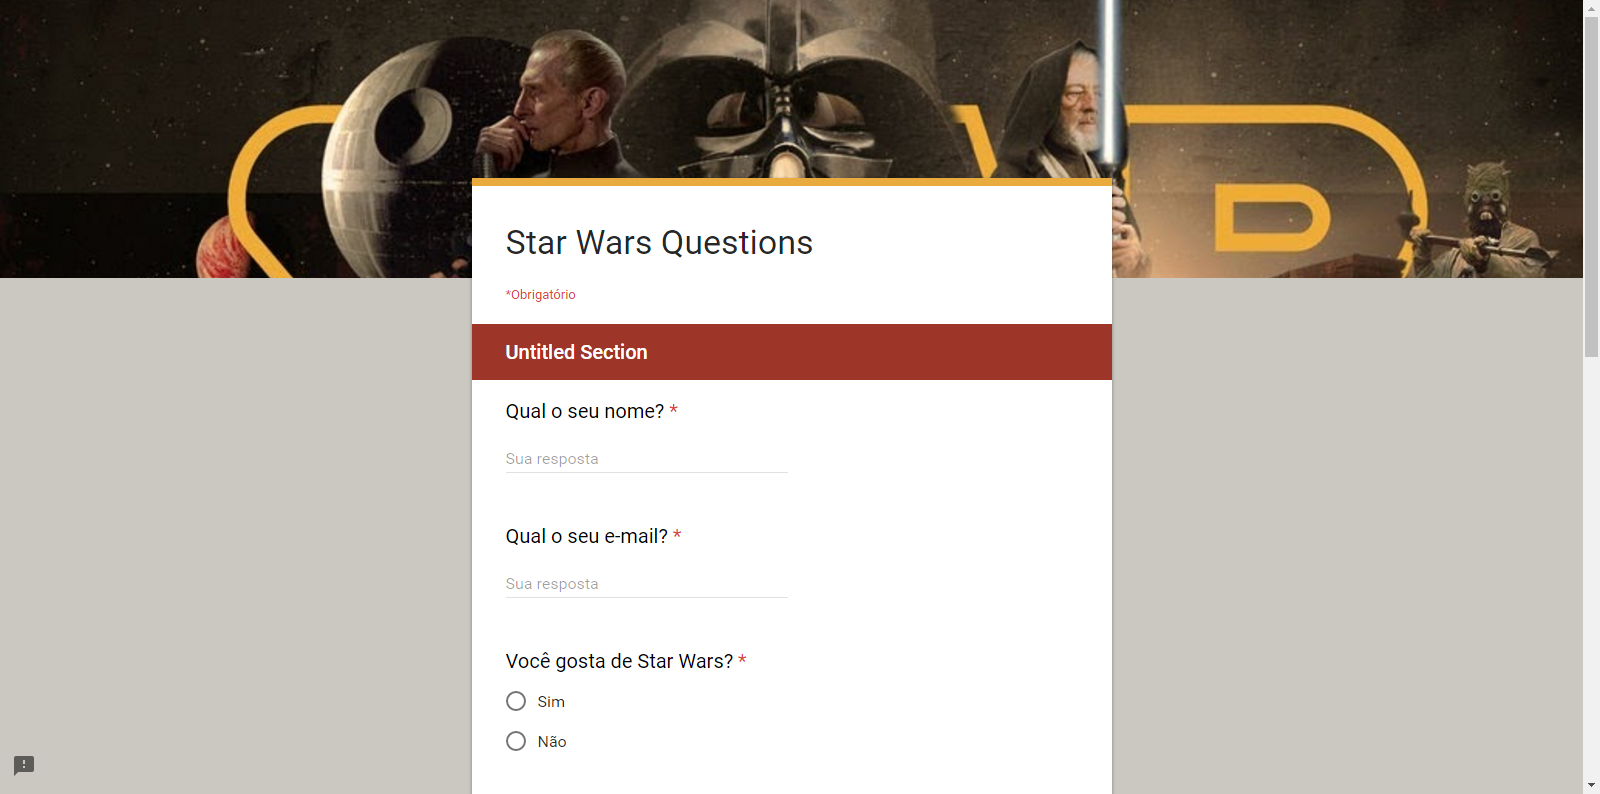 Star Wars Questions
*Obrigatório
Untitled Section
Qual o seu nome? *
Sua resposta
Qual o seu e-mail? *
Sua resposta
Você gosta de Star Wars? *
Sim
Não